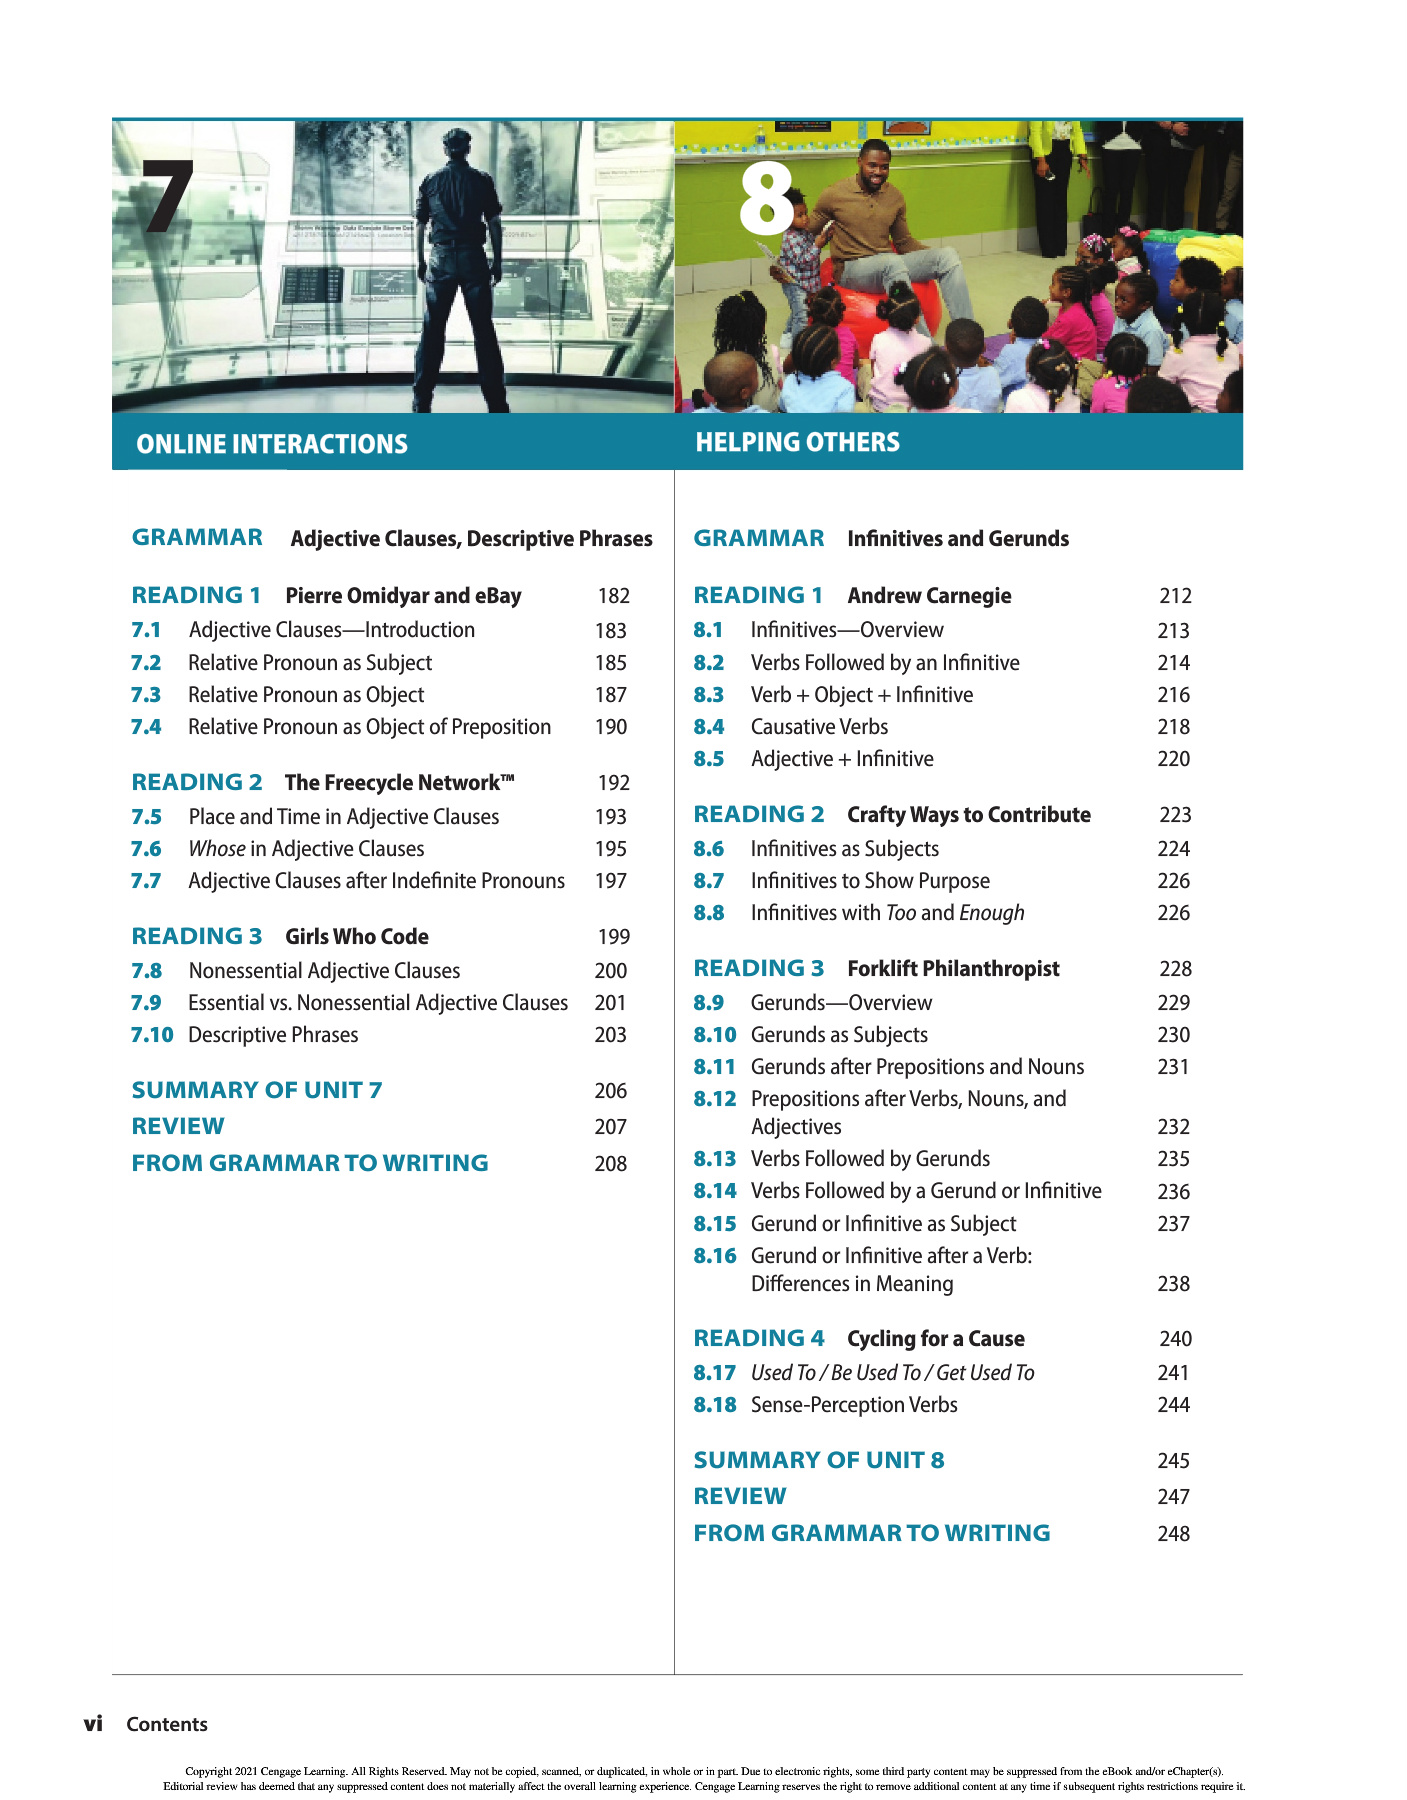 7
8
ONLINE INTERACTIONS
HELPING OTHERS
GRAMMAR Adjective Clauses, Descriptive Phrases
READING 1 Pierre Omidyar and eBay 182
7.1 Adjective Clauses—Introduction 183
7.2 Relative Pronoun as Subject 185
7.3 Relative Pronoun as Object 187
7.4 Relative Pronoun as Object of Preposition 190
READING 2 The Freecycle Network™ 192
7.5 Place and Time in Adjective Clauses 193
7.6 Whose in Adjective Clauses 195
7.7 Adjective Clauses after Indefinite Pronouns 197
READING 3 Girls Who Code 199
7.8 Nonessential Adjective Clauses 200
7.9 Essential vs. Nonessential Adjective Clauses 201
7.10 Descriptive Phrases 203
SUMMARY OF UNIT 7 206
REVIEW 207
FROM GRAMMAR TO WRITING 208
GRAMMAR Infinitives and Gerunds
READING 1 Andrew Carnegie 212
8.1 Infinitives—Overview 213
8.2 Verbs Followed by an Infinitive 214
8.3 Verb + Object + Infinitive 216
8.4 Causative Verbs 218
8.5 Adjective + Infinitive 220
READING 2 Crafty Ways to Contribute 223
8.6 Infinitives as Subjects 224
8.7 Infinitives to Show Purpose 226
8.8 Infinitives with Too and Enough 226
READING 3 Forklift Philanthropist 228
8.9 Gerunds—Overview 229
8.10 Gerunds as Subjects 230
8.11 Gerunds after Prepositions and Nouns 231
8.12 Prepositions after Verbs, Nouns, and
Adjectives 232
8.13 Verbs Followed by Gerunds 235
8.14 Verbs Followed by a Gerund or Infinitive 236
8.15 Gerund or Infinitive as Subject 237
8.16 Gerund or Infinitive after a Verb:
Differences in Meaning 238
READING 4 Cycling for a Cause 240
8.17 Used To / Be Used To / Get Used To 241
8.18 Sense-Perception Verbs 244
SUMMARY OF UNIT 8 245
REVIEW 247
FROM GRAMMAR TO WRITING 248
vi Contents
Copyright 2021 Cengage Learning. All Rights Reserved. May not be copied, scanned, or duplicated, in whole or in part. Due to electronic rights, some third party content may be suppressed from the eBook and/or eChapter(s).
Editorial review has deemed that any suppressed content does not materially affect the overall learning experience. Cengage Learning reserves the right to remove additional content at any time if subsequent rights restrictions require it.